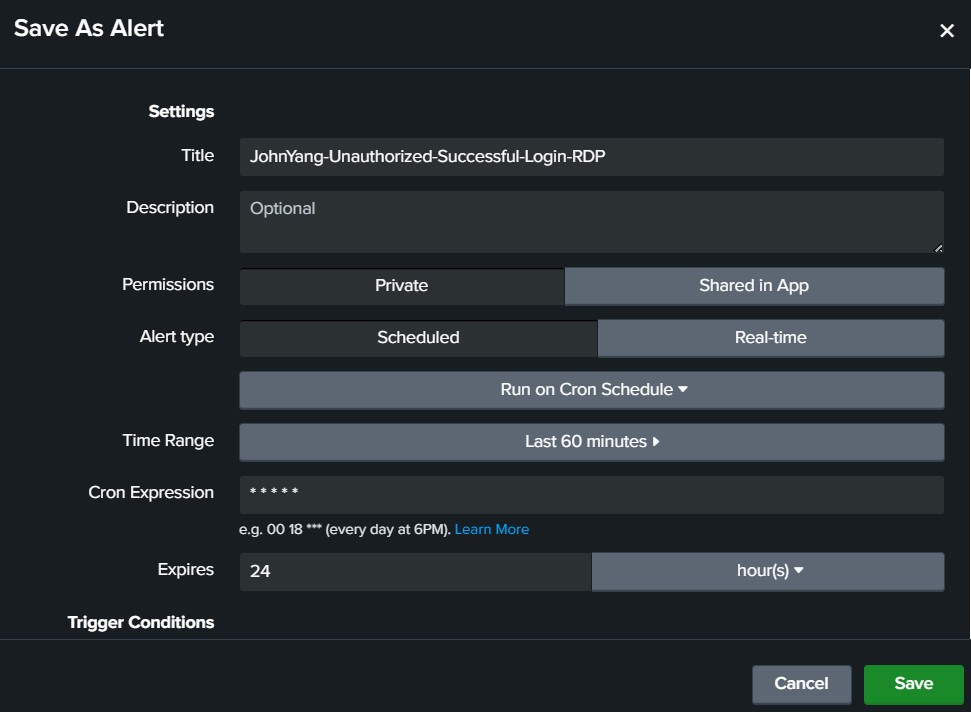 Save As Alert
Settings
Title JohnYang-Unauthorized-Successful-Login-RDP
Description Optional
Permissions Private Shared in App
Alert type Scheduled Real-time
Run on Cron Schedule
Time Range Last 60 minutes
Cron Expression * * * * *
e.g. 00 18 *** (every day at 6PM). Learn More
Expires 24 hour(s)
Trigger Conditions
Cancel Save